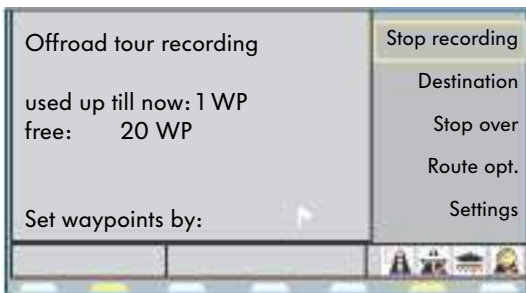 Offroad tour recording
used up till now: 1 WP
free: 20 WP
Set waypoints by:
Stop recording
Destination
Stop over
Route opt.
Settings